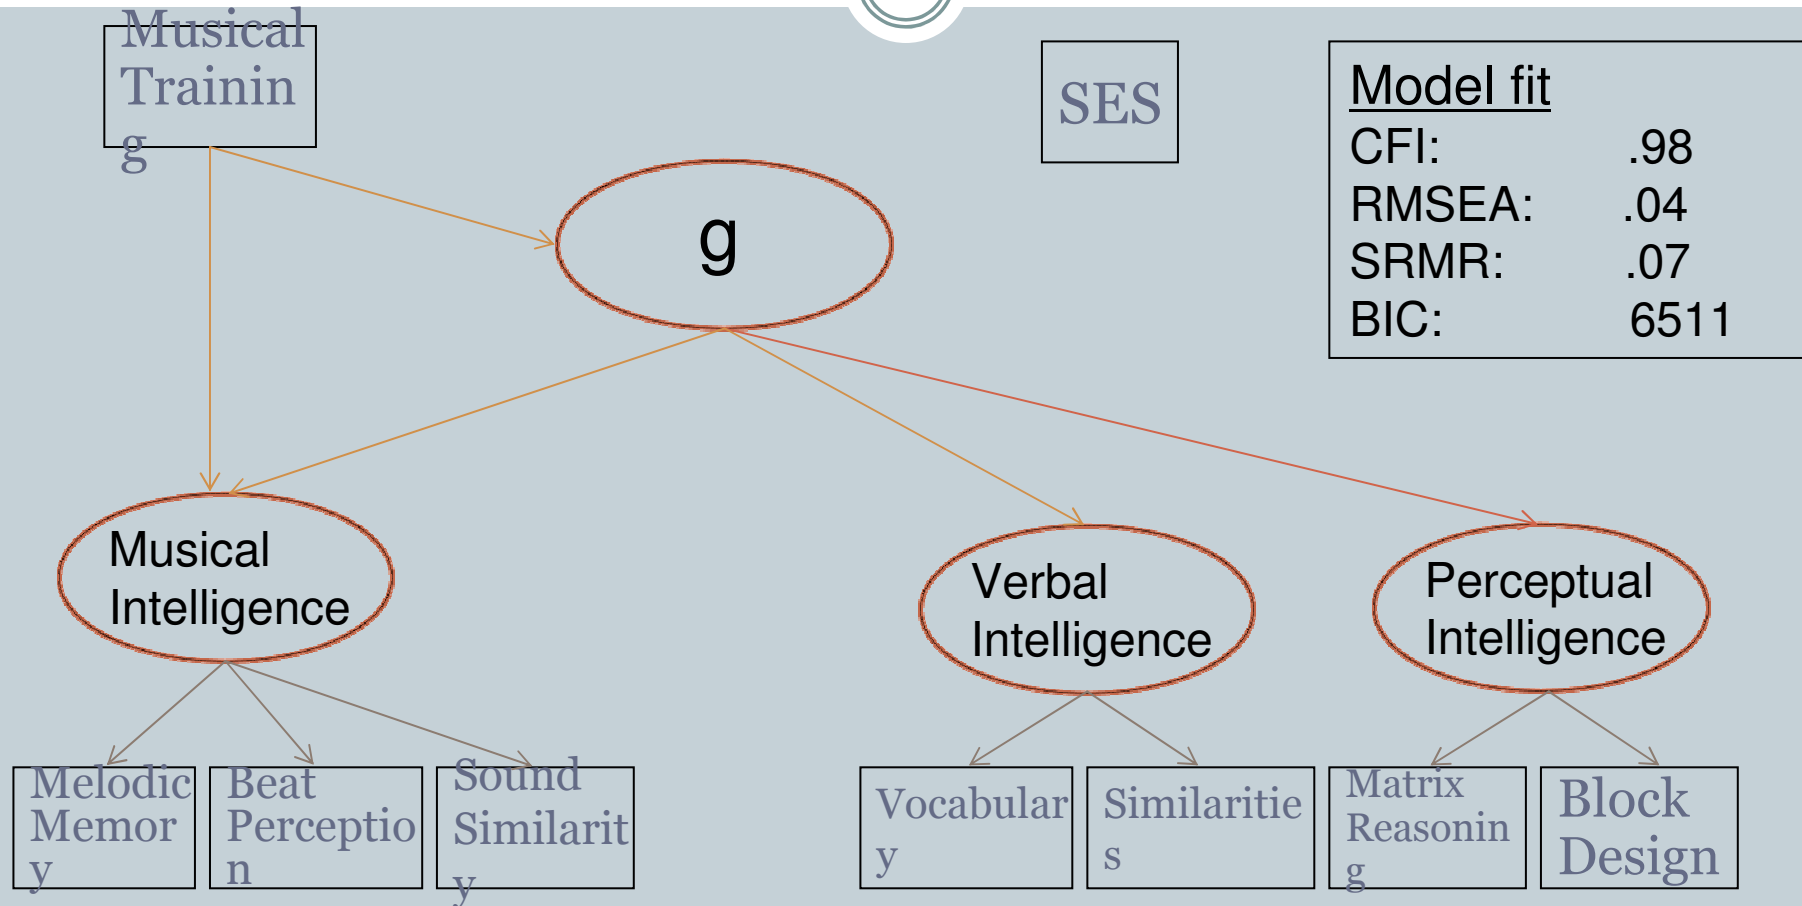 Musical
Trainin
g
SES
Model fit
CFI: .98
RMSEA: .04
SRMR: .07
BIC: 6511
g
Musical
Intelligence
Verbal
Intelligence
Perceptual
Intelligence
Melodic
Memor
y
Beat
Perceptio
n
Sound
Similarit
y
Vocabular
y
Similaritie
s
Matrix
Reasonin
g
Block
Design